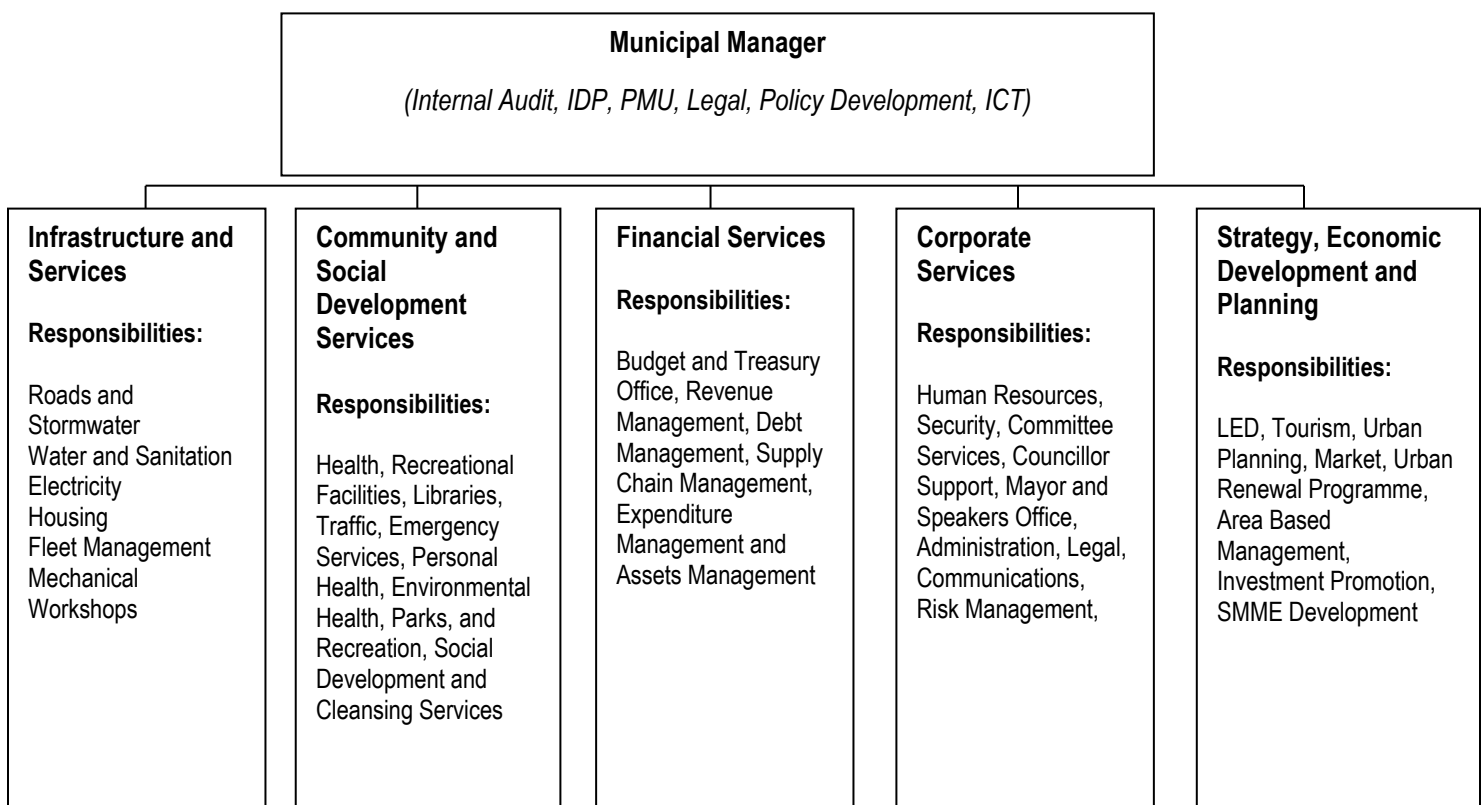 Municipal Manager
(Internal Audit, IDP, PMU, Legal, Policy Development, ICT)
Infrastructure and
Services
Responsibilities:
Roads and
Stormwater
Water and Sanitation
Electricity
Housing
Fleet Management
Mechanical
Workshops
Community and
Social
Development
Services
Responsibilities:
Health, Recreational
Facilities, Libraries,
Traffic, Emergency
Services, Personal
Health, Environmental
Health, Parks, and
Recreation, Social
Development and
Cleansing Services
Financial Services
Responsibilities:
Budget and Treasury
Office, Revenue
Management, Debt
Management, Supply
Chain Management,
Expenditure
Management and
Assets Management
Corporate
Services
Responsibilities:
Human Resources,
Security, Committee
Services, Councillor
Support, Mayor and
Speakers Office,
Administration, Legal,
Communications,
Risk Management,
Strategy, Economic
Development and
Planning
Responsibilities:
LED, Tourism, Urban
Planning, Market, Urban
Renewal Programme,
Area Based
Management,
Investment Promotion,
SMME Development